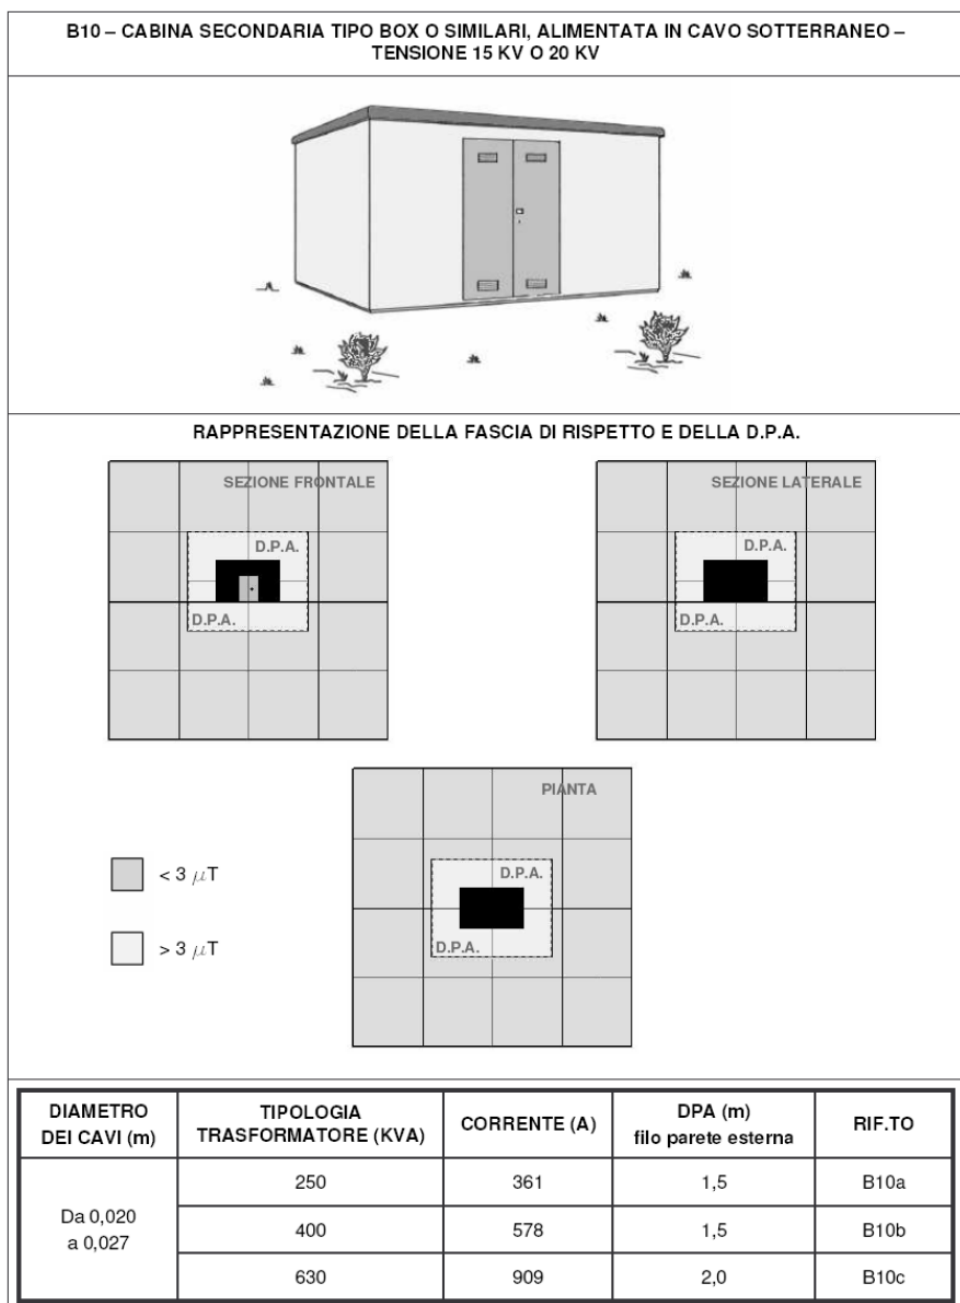 B10 – CABINA SECONDARIA TIPO BOX O SIMILARI, ALIMENTATA IN CAVO SOTTERRANEO –
TENSIONE 15 KV O 20 KV
RAPPRESENTAZIONE DELLA FASCIA DI RISPETTO E DELLA D.P.A.
SEZIONE FRONTALE
D.P.A.
D.P.A.
SEZIONE LATERALE
D.P.A.
D.P.A.
PIANTA
D.P.A.
D.P.A.
< 3 μT
> 3 μT
DIAMETRO
DEI CAVI (m)
TIPOLOGIA
TRASFORMATORE (KVA)
CORRENTE (A)
DPA (m)
filo parete esterna
RIF.TO
Da 0,020
a 0,027
250 361 1,5 B10a
400 578 1,5 B10b
630 909 2,0 B10c